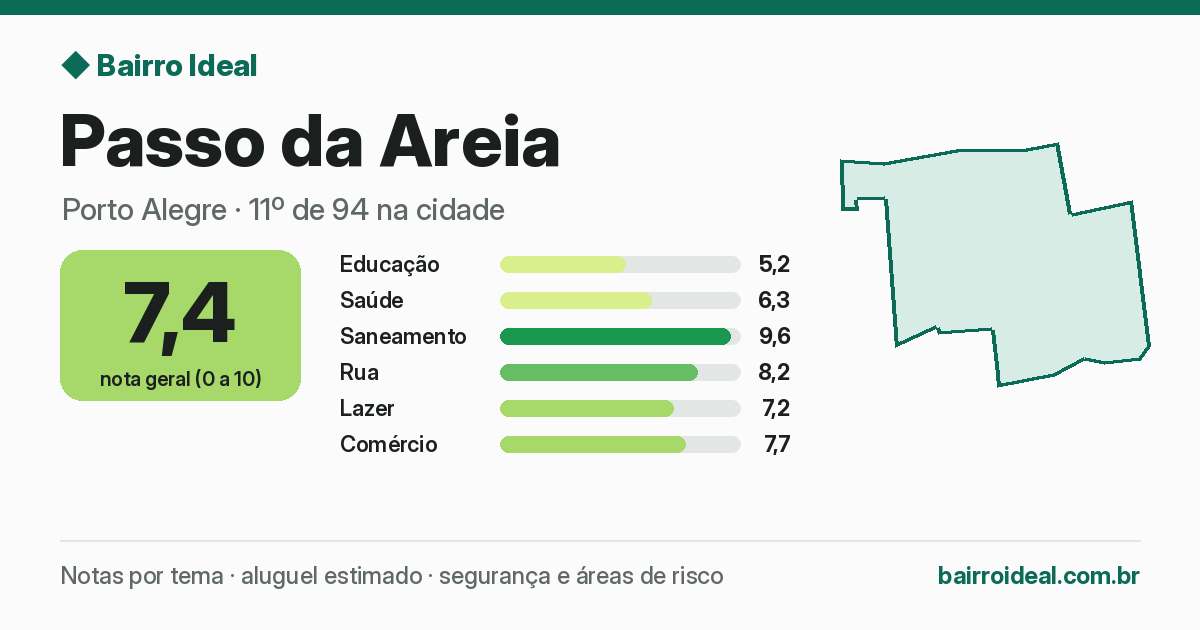 Bairro Ideal
Passo da Areia
Porto Alegre · 11º de 94 na cidade
7,4
nota geral (0 a 10)
Educação 5,2
Saúde 6,3
Saneamento 9,6
Rua 8,2
Lazer 7,2
Comércio 7,7
Notas por tema · aluguel estimado · segurança e áreas de risco
bairroideal.com.br